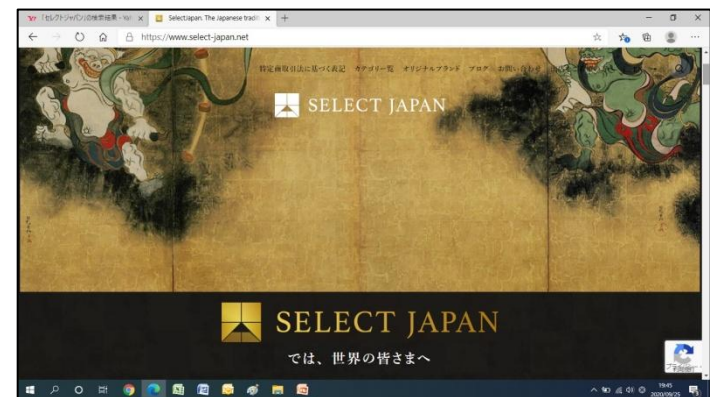 「セレクトジャパン」の検索結果 - Ya
SelectJapan. The Japanese tradit
https://www.select-japan.net
特定商取引法に基づく表記 カテゴリ一覧 オリジナルブランド ブログ お問い合わせ
SELECT JAPAN
SELECT JAPAN
では、世界の皆さまへ
19:45
2020/09/25